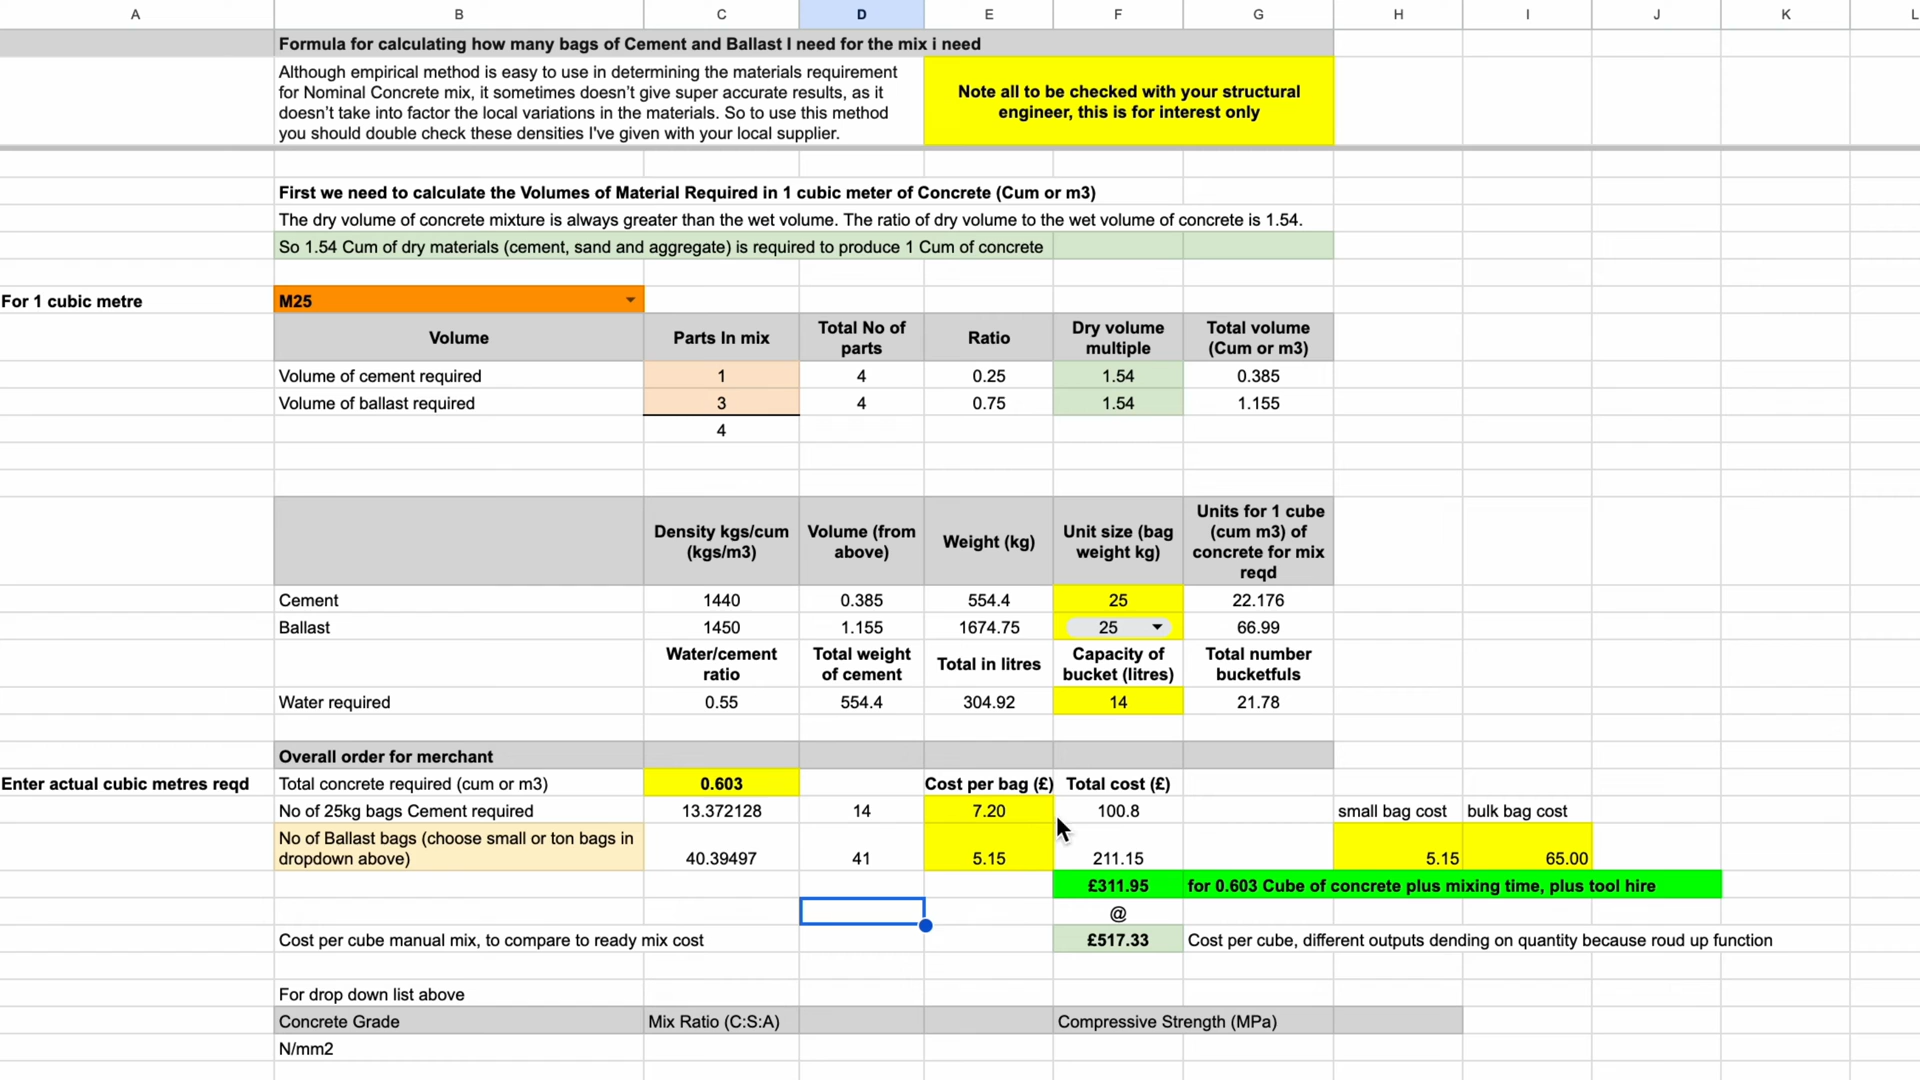 A B C D E F G H I J K L
Formula for calculating how many bags of Cement and Ballast I need for the mix i need
Although empirical method is easy to use in determining the materials requirement
for Nominal Concrete mix, it sometimes doesn't give super accurate results, as it
doesn't take into factor the local variations in the materials. So to use this method
you should double check these densities I've given with your local supplier.
Note all to be checked with your structural
engineer, this is for interest only
First we need to calculate the Volumes of Material Required in 1 cubic meter of Concrete (Cum or m3)
The dry volume of concrete mixture is always greater than the wet volume. The ratio of dry volume to the wet volume of concrete is 1.54.
So 1.54 Cum of dry materials (cement, sand and aggregate) is required to produce 1 Cum of concrete
For 1 cubic metre M25
Volume Parts In mix Total No of parts Ratio Dry volume multiple Total volume (Cum or m3)
Volume of cement required 1 4 0.25 1.54 0.385
Volume of ballast required 3 4 0.75 1.54 1.155
4
Density kgs/cum (kgs/m3) Volume (from above) Weight (kg) Unit size (bag weight kg) Units for 1 cube (cum m3) of concrete for mix reqd
Cement 1440 0.385 554.4 25 22.176
Ballast 1450 1.155 1674.75 25 66.99
Water/cement ratio Total weight of cement Total in litres Capacity of bucket (litres) Total number bucketfuls
Water required 0.55 554.4 304.92 14 21.78
Overall order for merchant
Enter actual cubic metres reqd Total concrete required (cum or m3) 0.603 Cost per bag (£) Total cost (£)
No of 25kg bags Cement required 13.372128 14 7.20 100.8 small bag cost bulk bag cost
No of Ballast bags (choose small or ton bags in
dropdown above) 40.39497 41 5.15 211.15 5.15 65.00
£311.95 for 0.603 Cube of concrete plus mixing time, plus tool hire
@
Cost per cube manual mix, to compare to ready mix cost £517.33 Cost per cube, different outputs dending on quantity because roud up function
For drop down list above
Concrete Grade Mix Ratio (C:S:A) Compressive Strength (MPa)
N/mm2